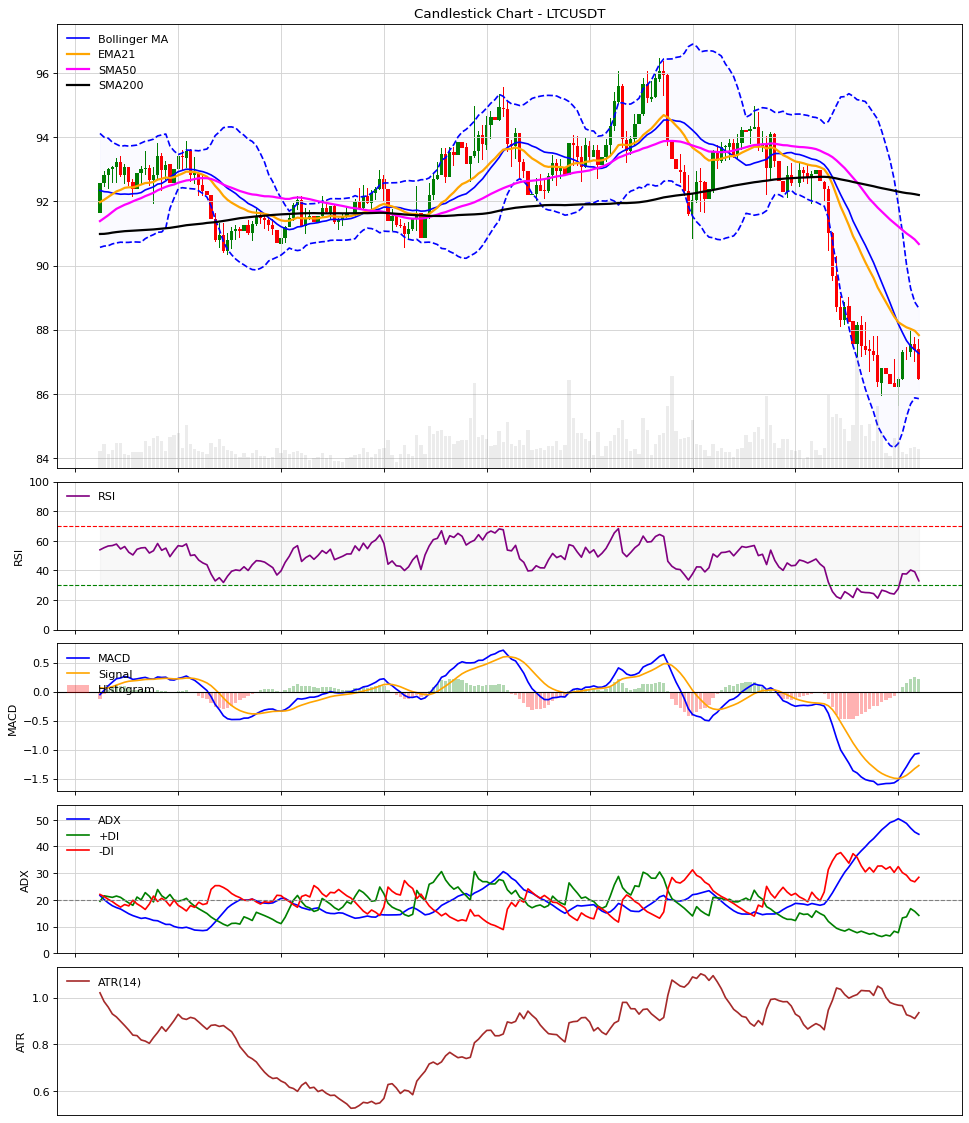 Candlestick Chart - LTCUSDT
Bollinger MA
EMA21
SMA50
SMA200
96
94
92
90
88
86
84
RSI
RSI
100
80
60
40
20
0
MACD
Signal
Histogram
MACD
0.5
0.0
−0.5
−1.0
−1.5
ADX
+DI
-DI
ADX
50
40
30
20
10
0
ATR(14)
ATR
1.0
0.8
0.6